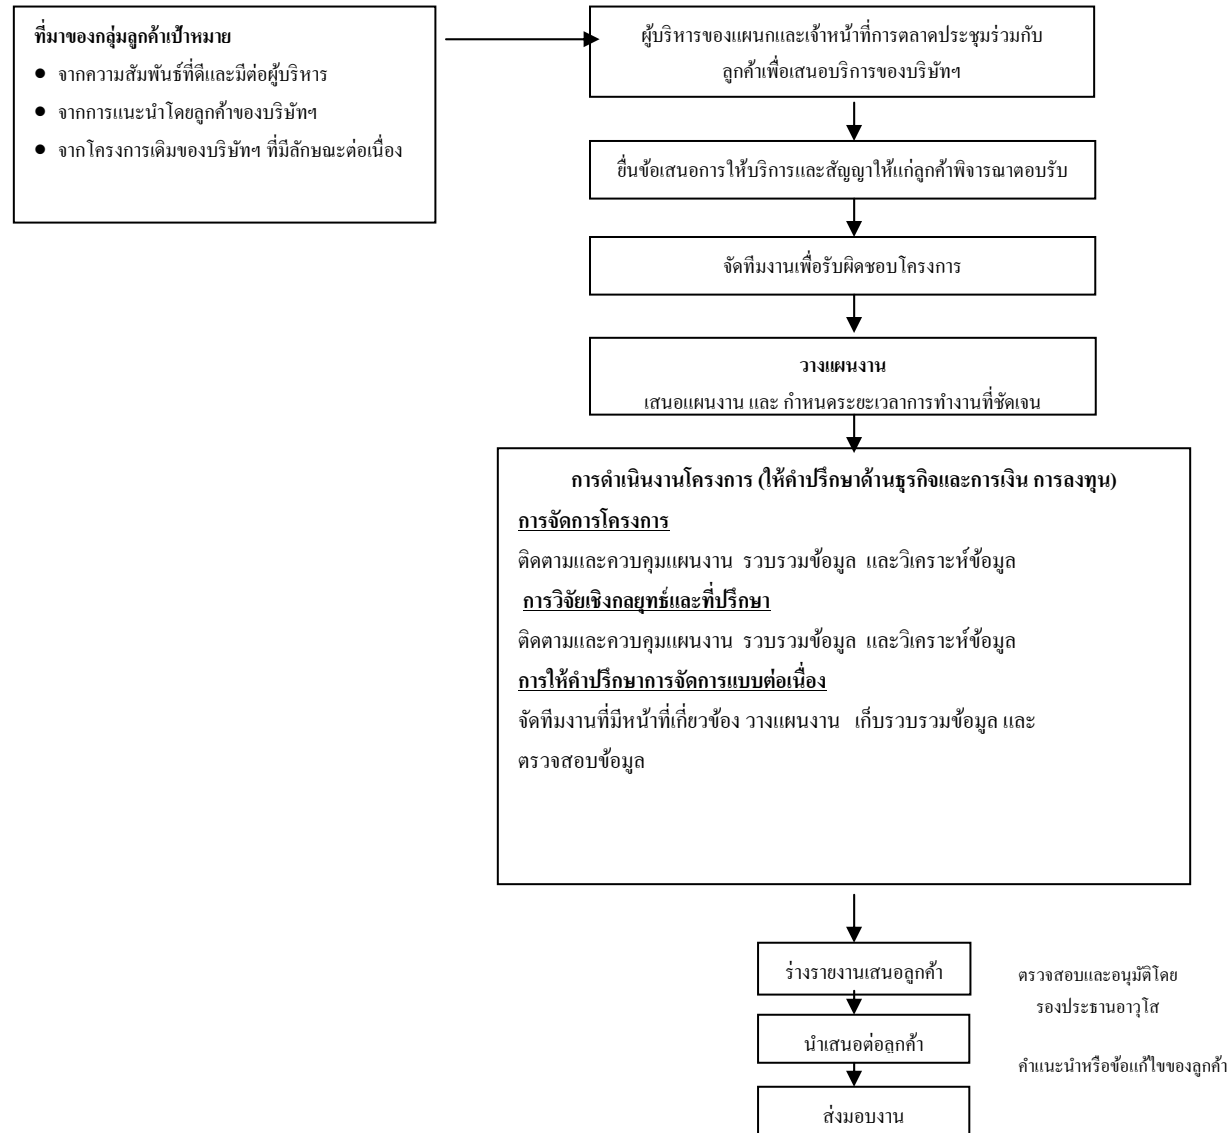 ที่มาของกลุ่มลูกค้าเป้าหมาย
● จากความสัมพันธ์ที่ดีและมีต่อผู้บริหาร
● จากการแนะนำโดยลูกค้าของบริษัทฯ
● จากโครงการเดิมของบริษัทฯ ที่มีลักษณะต่อเนื่อง
ผู้บริหารของแผนกและเจ้าหน้าที่การตลาดประชุมร่วมกับ
ลูกค้าเพื่อเสนอบริการของบริษัทฯ
ยื่นข้อเสนอการให้บริการและสัญญาให้แก่ลูกค้าพิจารณาตอบรับ
จัดทีมงานเพื่อรับผิดชอบโครงการ
วางแผนงาน
เสนอแผนงาน และ กำหนดระยะเวลาการทำงานที่ชัดเจน
การดำเนินงานโครงการ (ให้คำปรึกษาด้านธุรกิจและการเงิน การลงทุน)
การจัดการโครงการ
ติดตามและควบคุมแผนงาน รวบรวมข้อมูล และวิเคราะห์ข้อมูล
การวิจัยเชิงกลยุทธ์และที่ปรึกษา
ติดตามและควบคุมแผนงาน รวบรวมข้อมูล และวิเคราะห์ข้อมูล
การให้คำปรึกษาการจัดการแบบต่อเนื่อง
จัดทีมงานที่มีหน้าที่เกี่ยวข้อง วางแผนงาน เก็บรวบรวมข้อมูล และ
ตรวจสอบข้อมูล
ร่างรายงานเสนอลูกค้า
ตรวจสอบและอนุมัติโดย
รองประธานอาวุโส
นำเสนอต่อลูกค้า
คำแนะนำหรือข้อแก้ไขของลูกค้า
ส่งมอบงาน